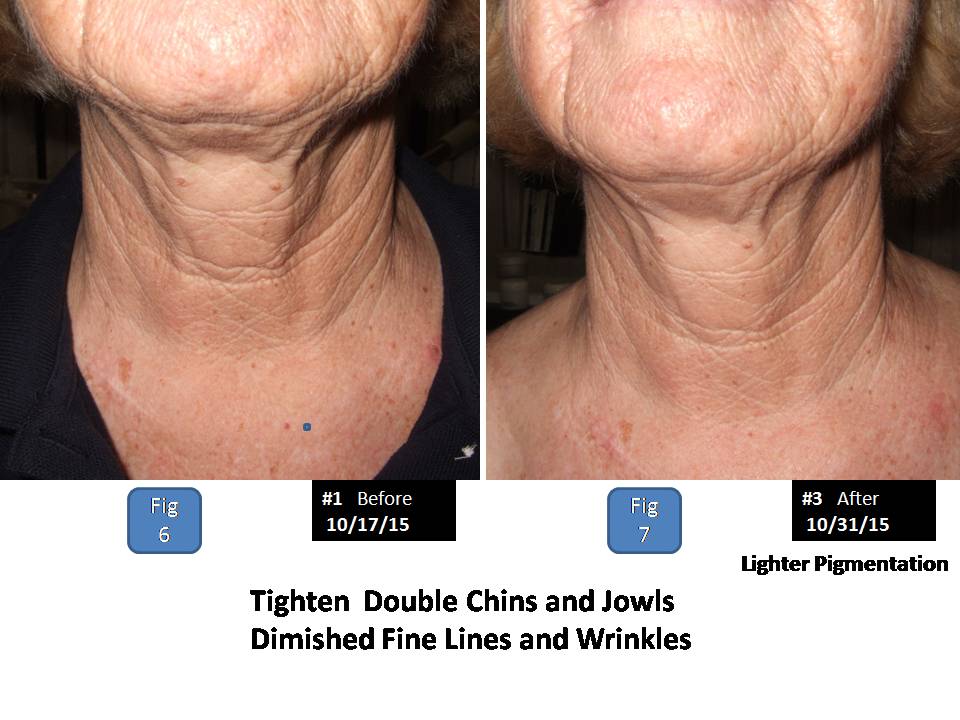 Fig
6
#1 Before
10/17/15
Fig
7
#3 After
10/31/15
Lighter Pigmentation
Tighten Double Chins and Jowls
Dimished Fine Lines and Wrinkles